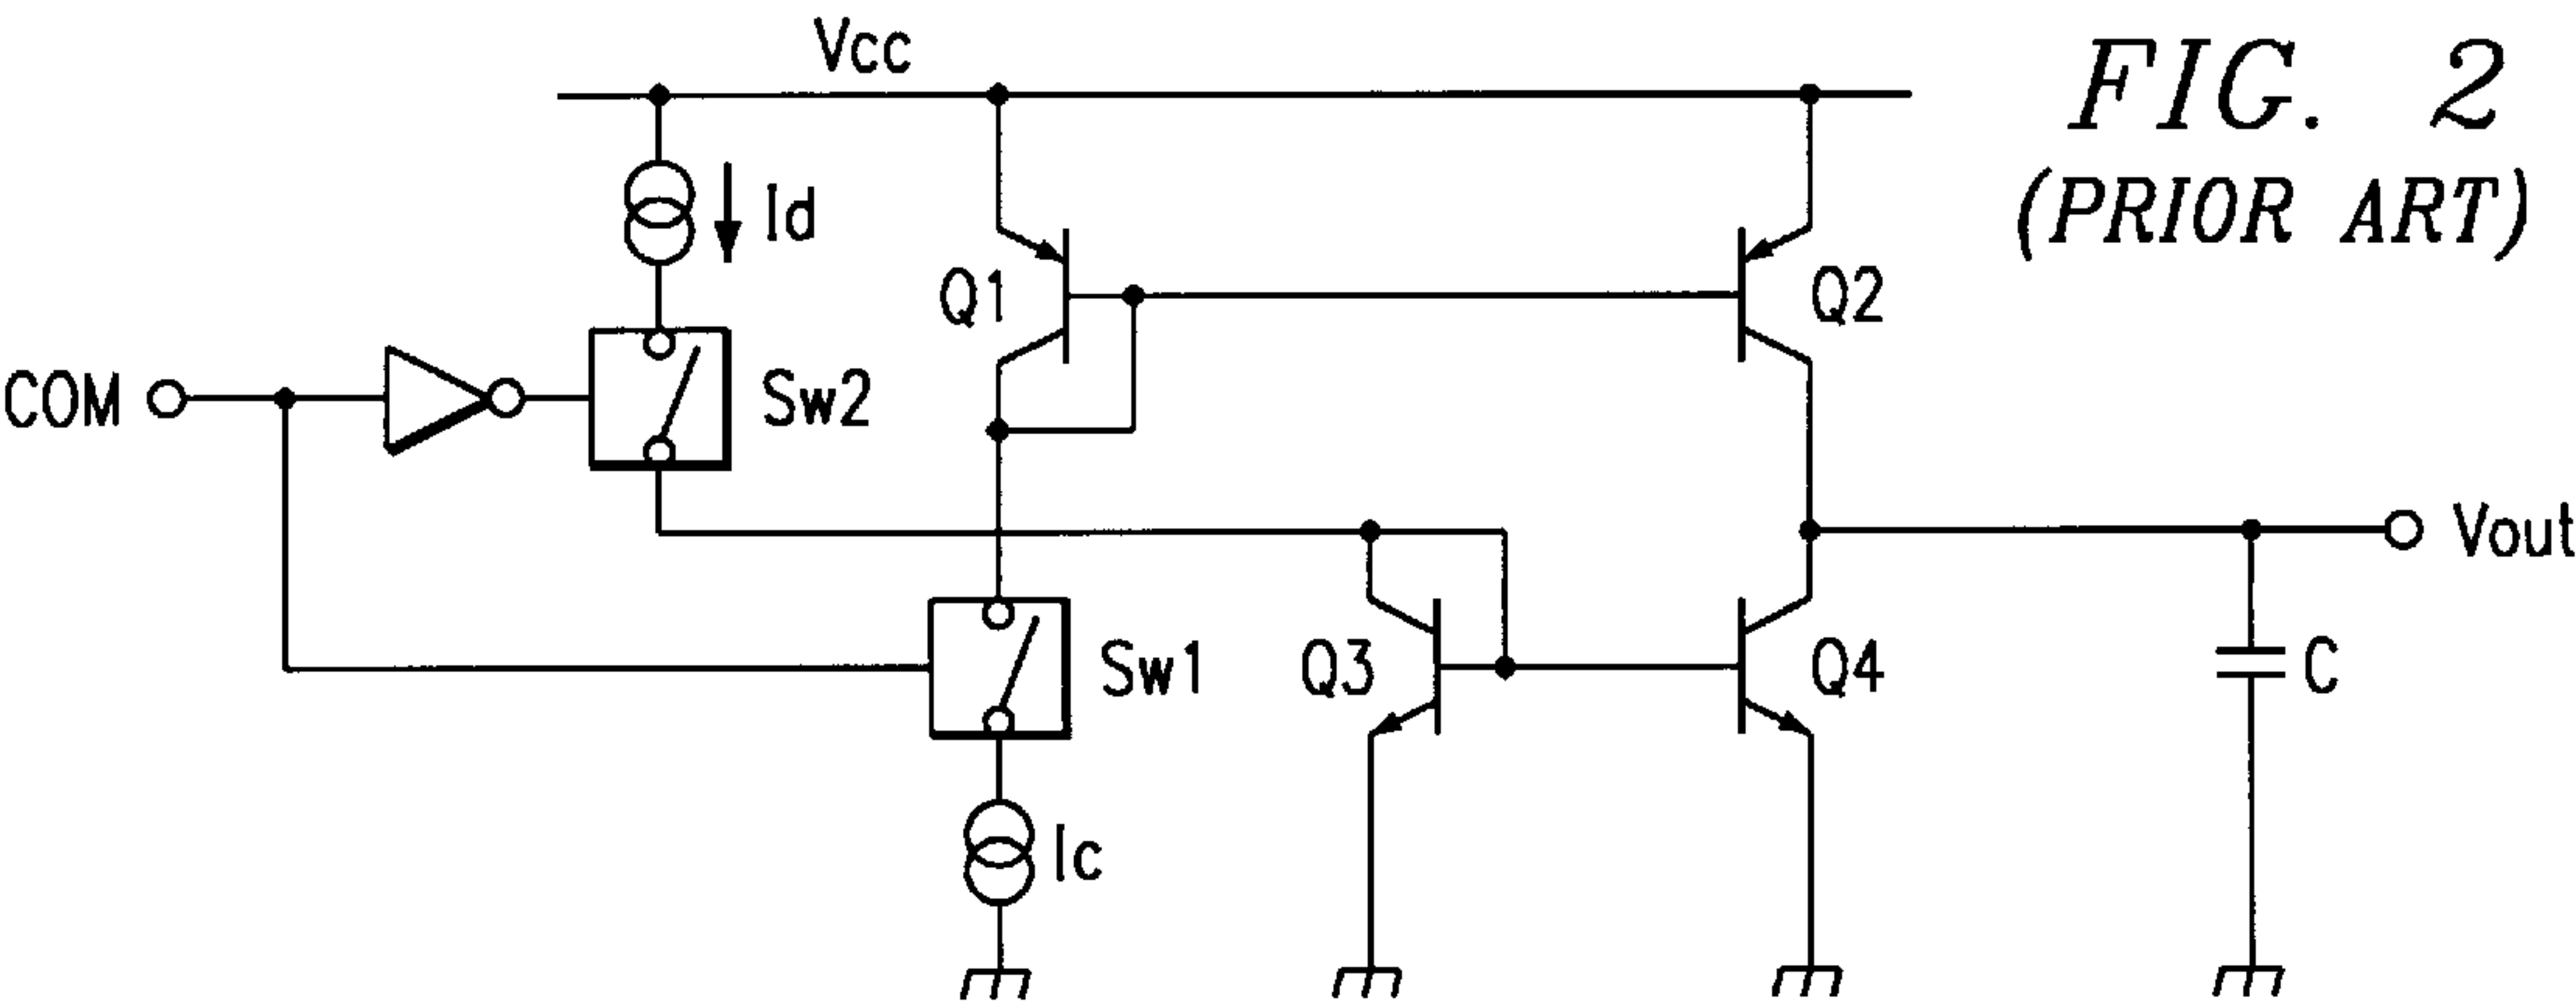 Vcc
FIG. 2
(PRIOR ART)
Id
Q1
Q2
COM
Sw2
Vout
Sw1
Q3
Q4
C
Ic